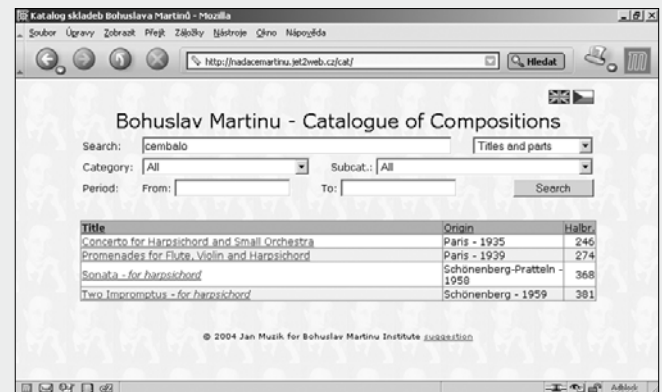 Katalog skladeb Bohuslava Martinů - Mozilla
Soubor Úpravy Zobrazit Přejít Záložky Nástroje Okno Nápověda
http://nadacemartinu.jet2web.cz/cat/ Hledat
Bohuslav Martinu - Catalogue of Compositions
Search: cembalo Titles and parts
Category: All Subcat.: All
Period: From: To: Search
Title Origin Halbr.
Concerto for Harpsichord and Small Orchestra Paris - 1935 246
Promenades for Flute, Violin and Harpsichord Paris - 1939 274
Sonata - for harpsichord Schönenberg-Pratteln - 1958 368
Two Impromptus - for harpsichord Schönenberg - 1959 381
© 2004 Jan Muzik for Bohuslav Martinu Institute suggestion
Adblock